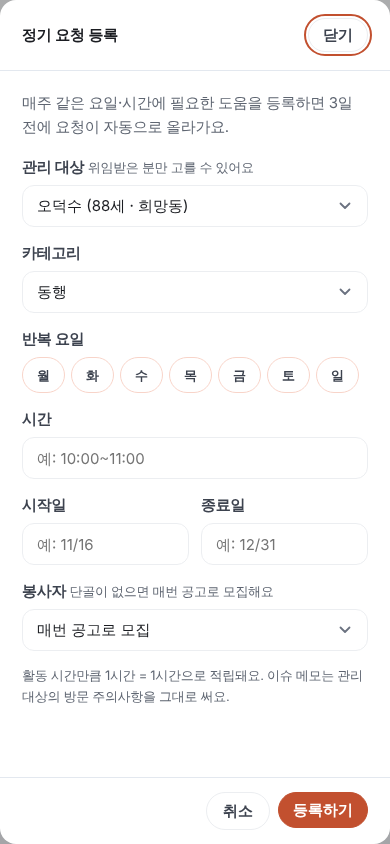 정기 요청 등록
닫기
매주 같은 요일·시간에 필요한 도움을 등록하면 3일
전에 요청이 자동으로 올라가요.
관리 대상 위임받은 분만 고를 수 있어요
오덕수 (88세 · 희망동)
카테고리
동행
반복 요일
월 화 수 목 금 토 일
시간
예: 10:00~11:00
시작일 종료일
예: 11/16 예: 12/31
봉사자 단골이 없으면 매번 공고로 모집해요
매번 공고로 모집
활동 시간만큼 1시간 = 1시간으로 적립돼요. 이슈 메모는 관리
대상의 방문 주의사항을 그대로 써요.
취소 등록하기